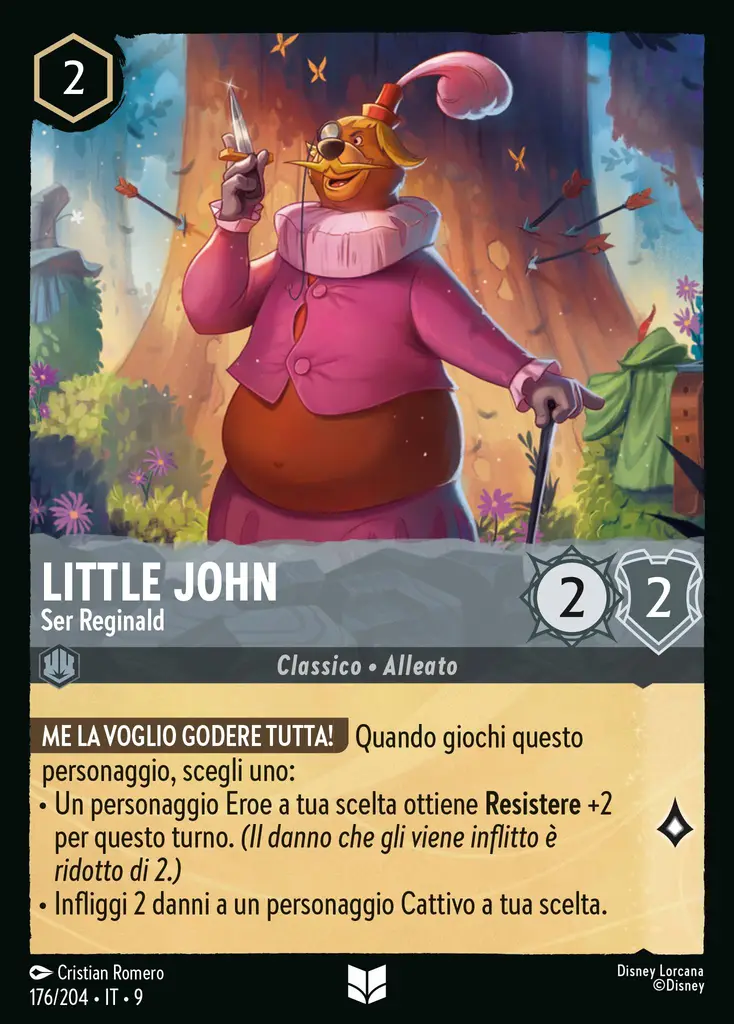 2
LITTLE JOHN
Ser Reginald
2
2
Classico • Alleato
ME LA VOGLIO GODERE TUTTA! Quando giochi questo
personaggio, scegli uno:
• Un personaggio Eroe a tua scelta ottiene Resistere +2
per questo turno. (Il danno che gli viene inflitto è
ridotto di 2.)
• Infliggi 2 danni a un personaggio Cattivo a tua scelta.
Cristian Romero
176/204 • IT • 9
Disney Lorcana
©Disney